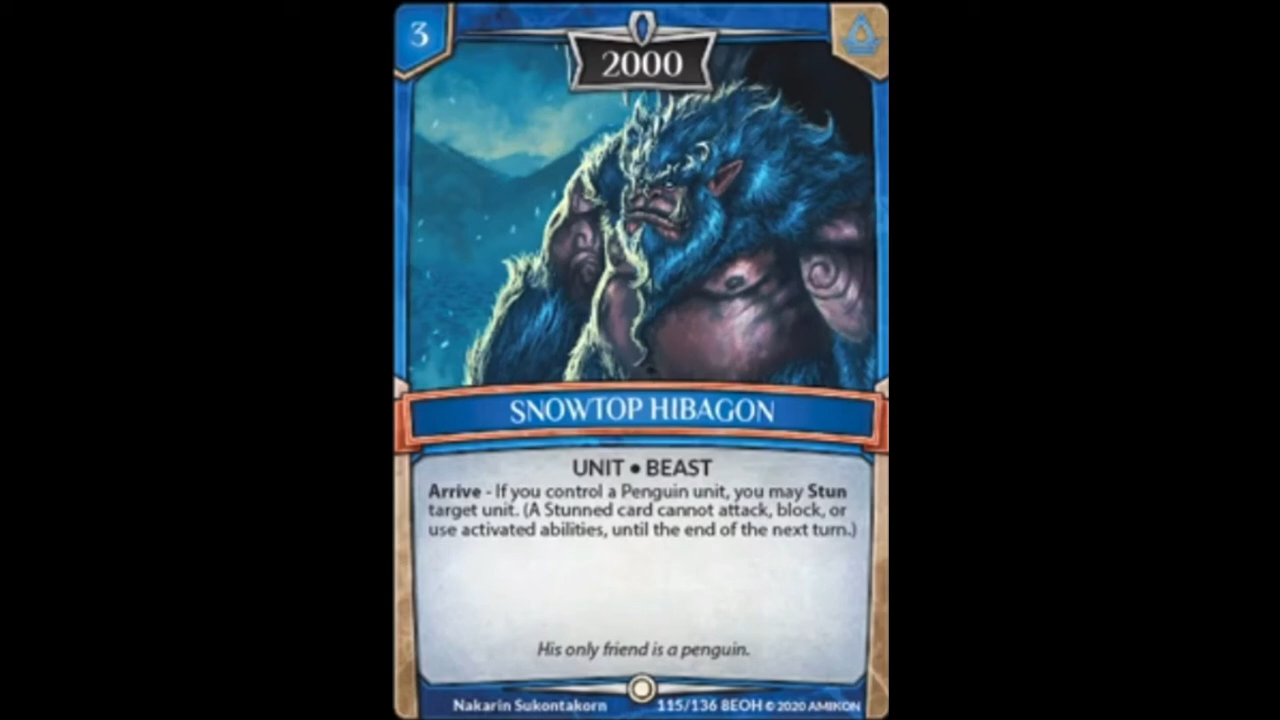 3
2000
SNOWTOP HIBAGON
UNIT • BEAST
Arrive - If you control a Penguin unit, you may Stun
target unit. (A Stunned card cannot attack, block, or
use activated abilities, until the end of the next turn.)
His only friend is a penguin.
Nakarin Sukontakorn 115/136 BEOH © 2020 AMIKON